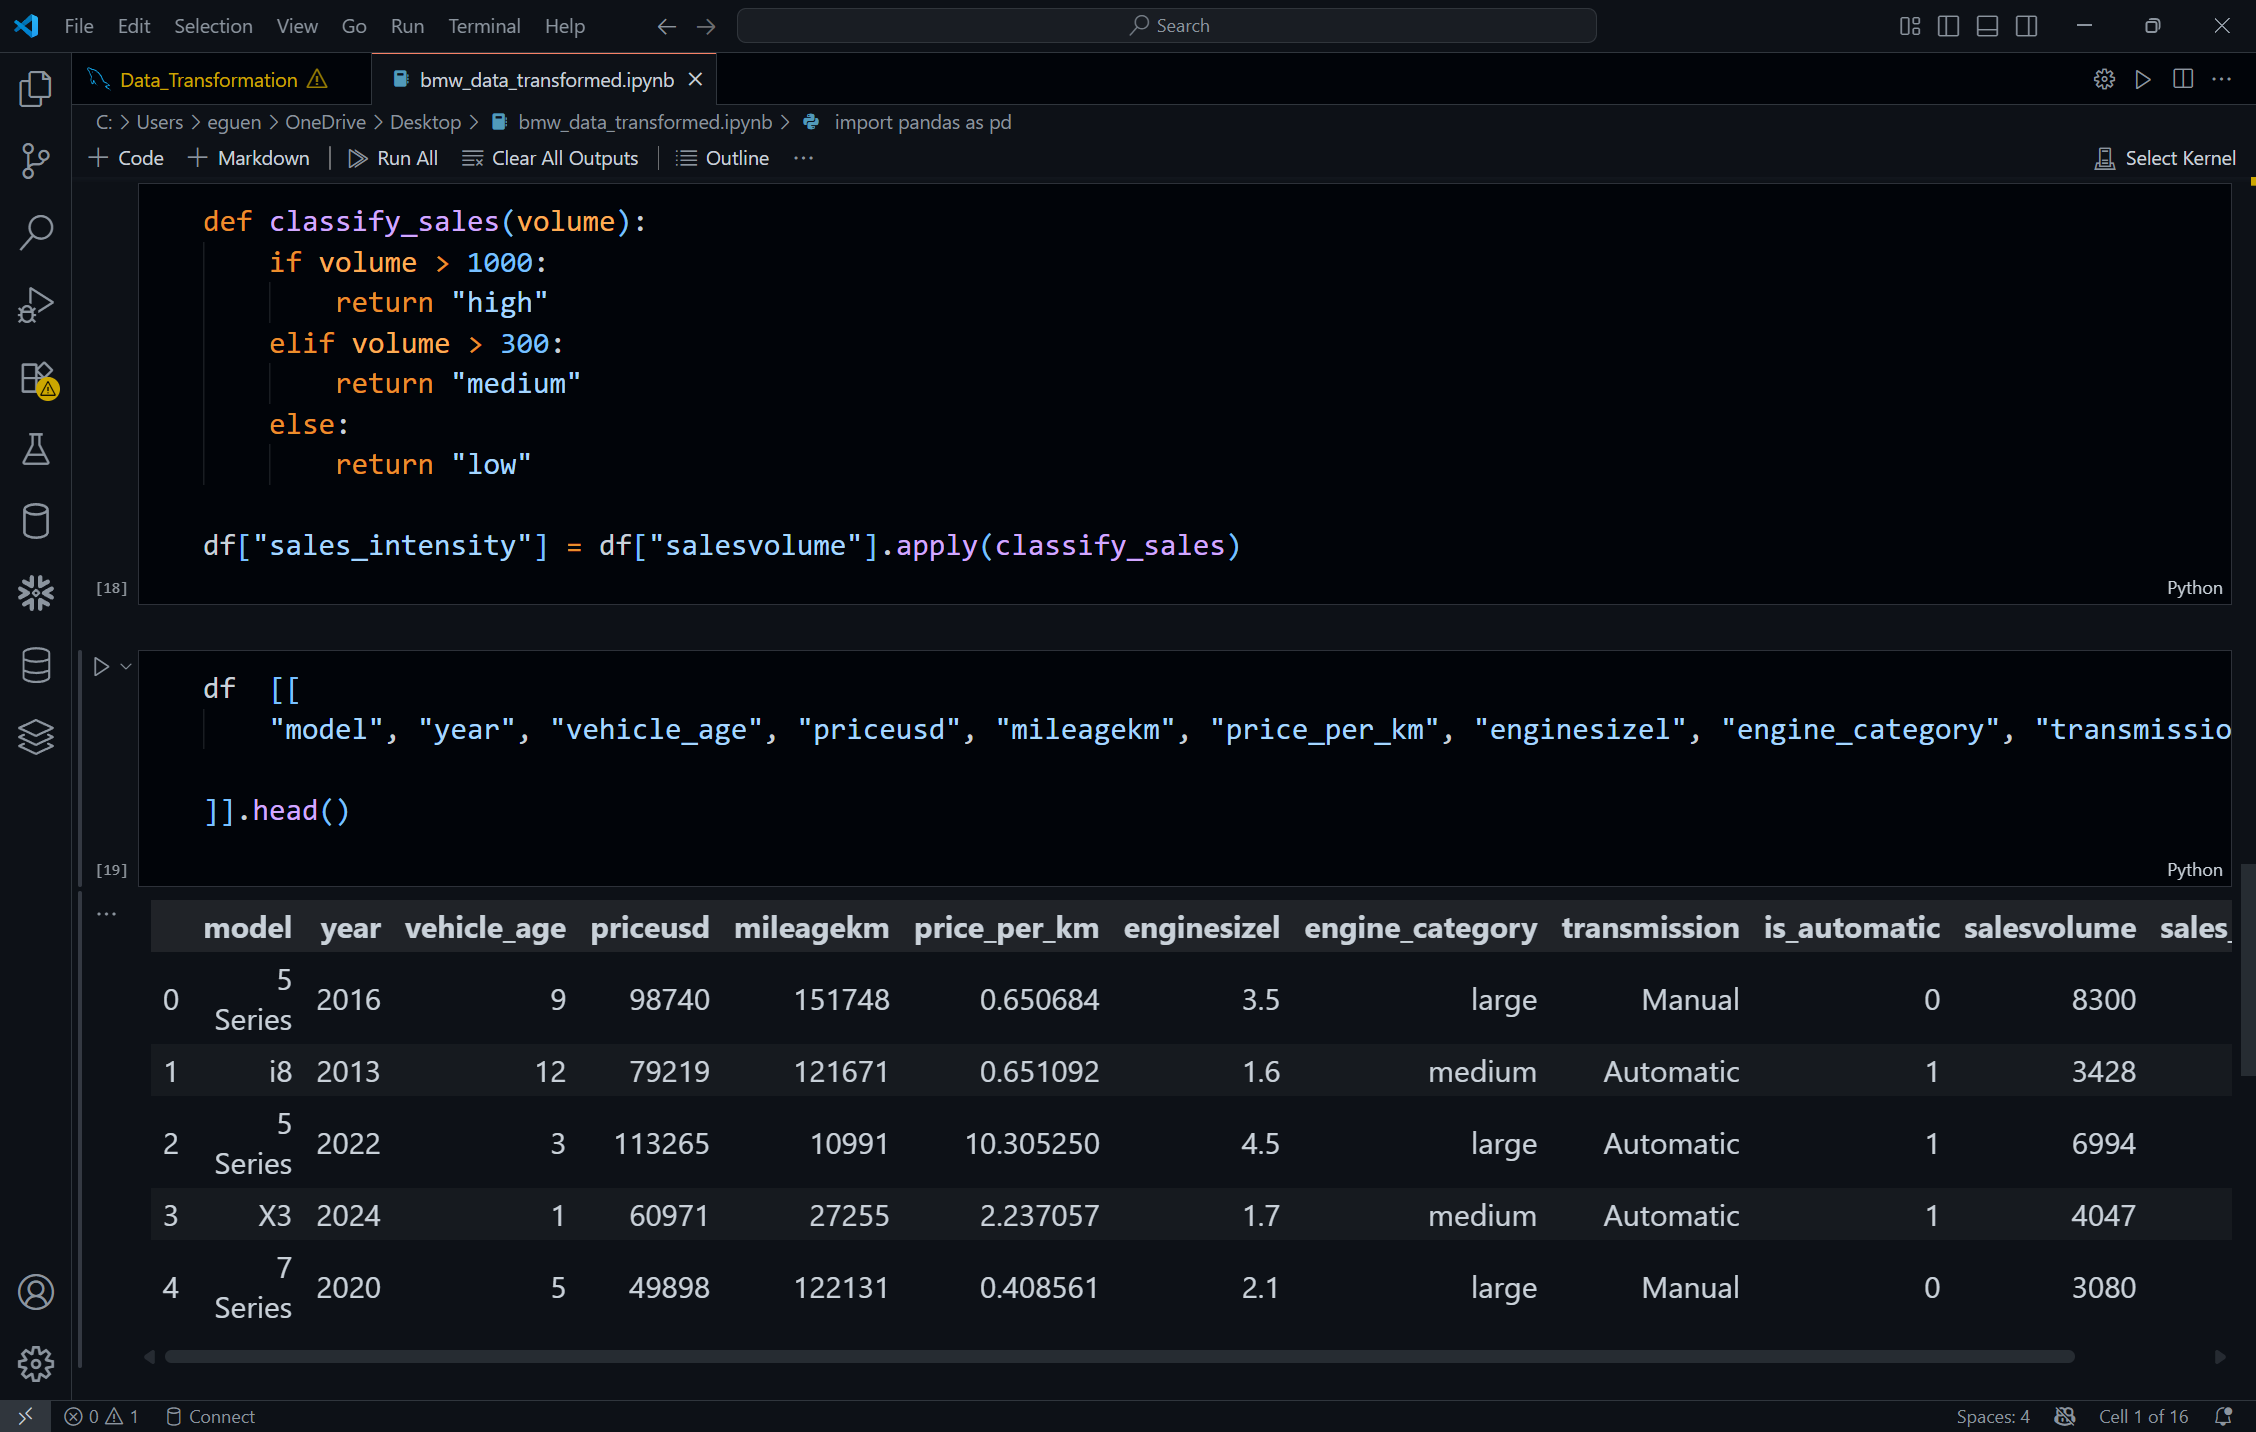 File Edit Selection View Go Run Terminal Help Search
Data_Transformation bmw_data_transformed.ipynb
C: > Users > eguen > OneDrive > Desktop > bmw_data_transformed.ipynb > import pandas as pd
+ Code + Markdown | Run All Clear All Outputs | Outline ... Select Kernel
def classify_sales(volume):
if volume > 1000:
return "high"
elif volume > 300:
return "medium"
else:
return "low"
df["sales_intensity"] = df["salesvolume"].apply(classify_sales)
[18] Python
df [[
"model", "year", "vehicle_age", "priceusd", "mileagekm", "price_per_km", "enginesizel", "engine_category", "transmissio
]].head()
[19] Python
...
model year vehicle_age priceusd mileagekm price_per_km enginesizel engine_category transmission is_automatic salesvolume sales_
0 5 Series 2016 9 98740 151748 0.650684 3.5 large Manual 0 8300
1 i8 2013 12 79219 121671 0.651092 1.6 medium Automatic 1 3428
2 5 Series 2022 3 113265 10991 10.305250 4.5 large Automatic 1 6994
3 X3 2024 1 60971 27255 2.237057 1.7 medium Automatic 1 4047
4 7 Series 2020 5 49898 122131 0.408561 2.1 large Manual 0 3080
0 1 Connect Spaces: 4 Cell 1 of 16